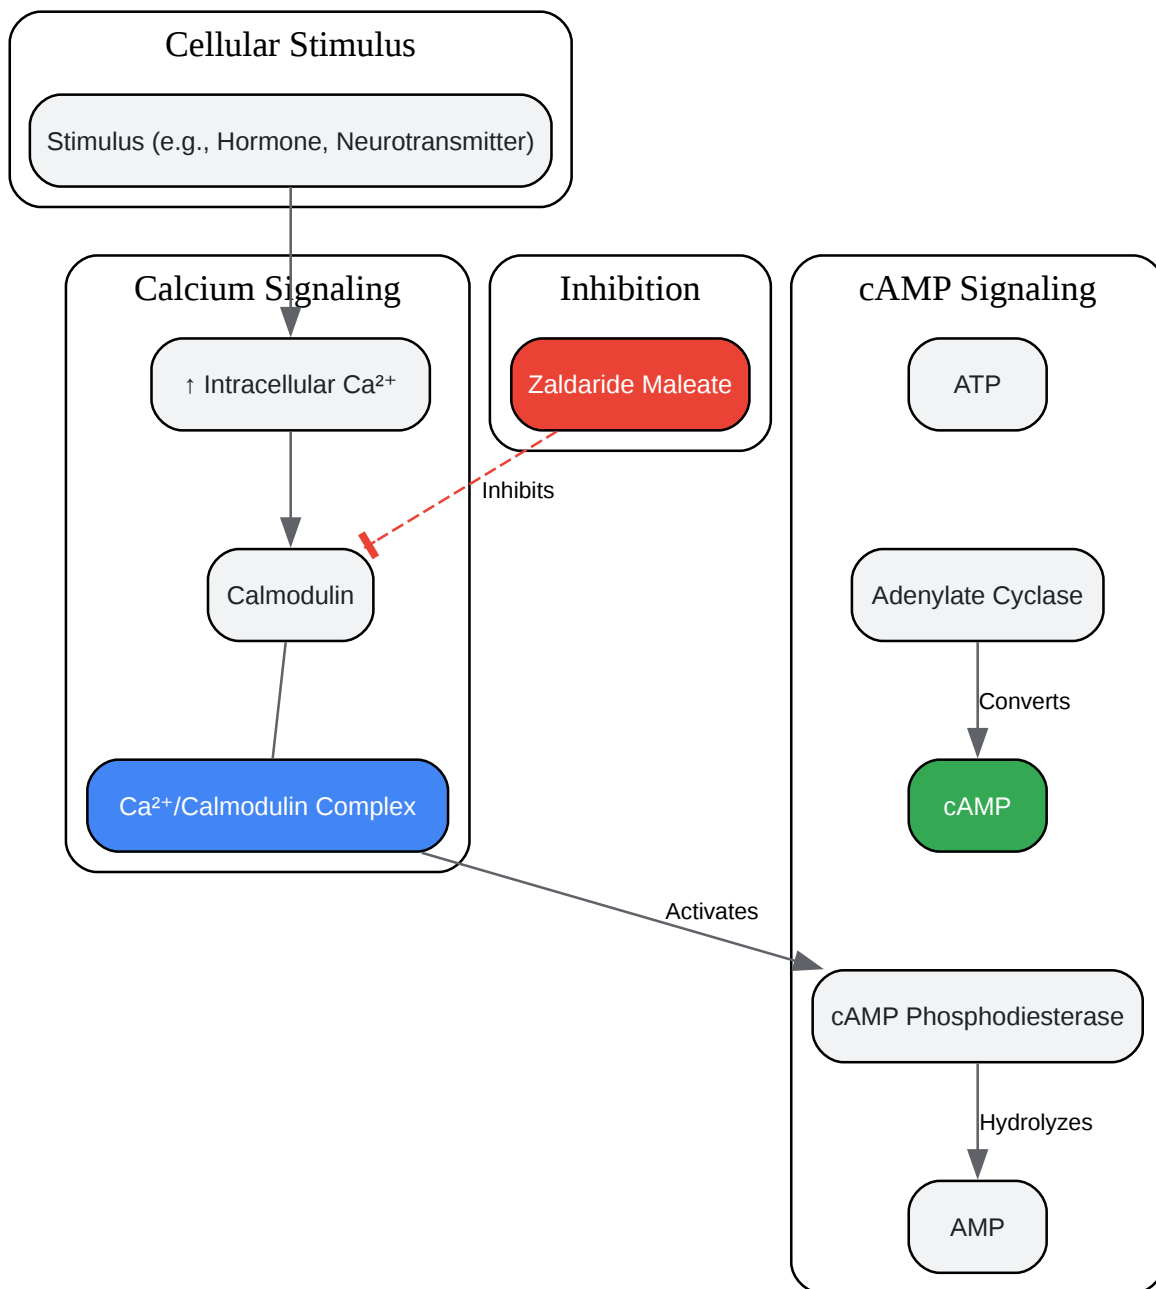 Cellular Stimulus
Stimulus (e.g., Hormone, Neurotransmitter)
Calcium Signaling
↑ Intracellular Ca²⁺
Calmodulin
Ca²⁺/Calmodulin Complex
Inhibition
Zaldaride Maleate
Inhibits
Activates
cAMP Signaling
ATP
Adenylate Cyclase
Converts
cAMP
cAMP Phosphodiesterase
Hydrolyzes
AMP